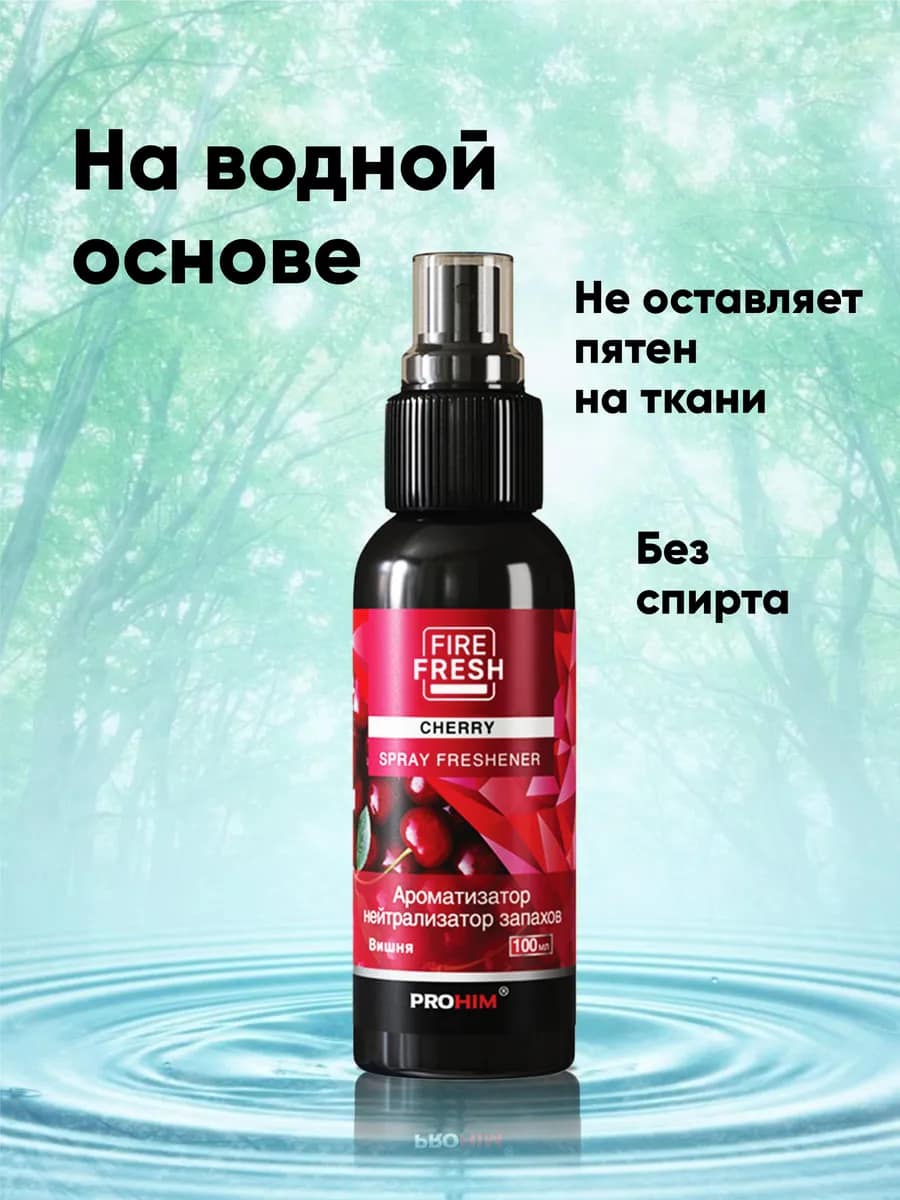 На водной
основе
Не оставляет
пятен
на ткани
Без
спирта
FIRE
FRESH
CHERRY
SPRAY FRESHENER
Ароматизатор
нейтрализатор запахов
Вишня 100мл
PROHIM®
PROHIM